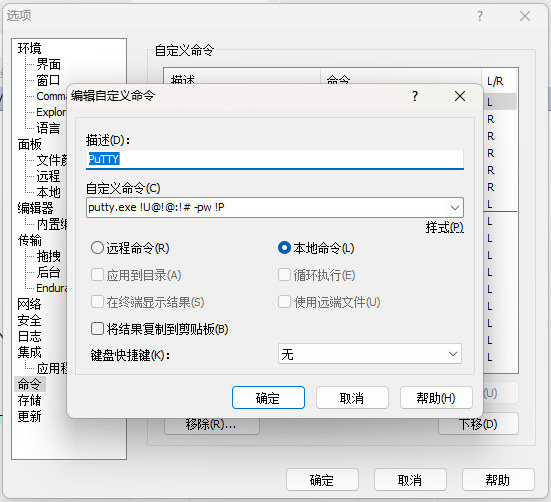 选项
环境
界面
窗口
Comma
Explor
语言
面板
文件颜
远程
本地
编辑器
内置编
传输
拖拽
后台
Endura
网络
安全
日志
集成
应用程
命令
存储
更新
自定义命令
描述
命令
L/R
L
R
R
R
R
R
L
L
L
L
L
L
L
L
L
编辑自定义命令
描述(D):
PuTTY
自定义命令(C)
putty.exe !U@!@:!# -pw !P
样式(P)
远程命令(R)
本地命令(L)
应用到目录(A)
循环执行(E)
在终端显示结果(S)
使用远端文件(U)
将结果复制到剪贴板(B)
键盘快捷键(K):
无
确定
取消
帮助(H)
(U)
移除(R)...
下移(D)
确定
取消
帮助